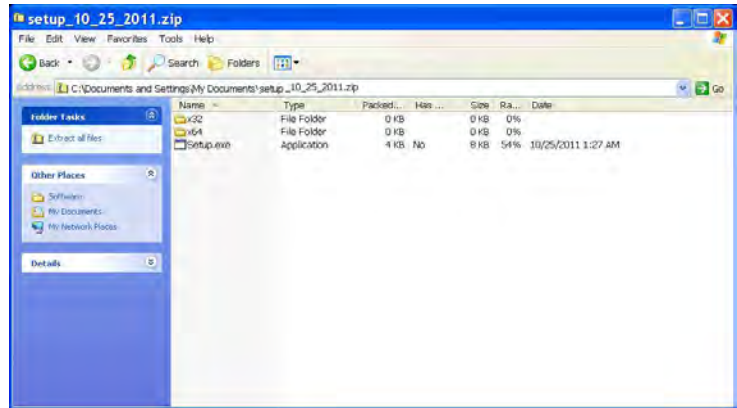 setup_10_25_2011.zip
File Edit View Favorites Tools Help
Back Search Folders
Address C:\Documents and Settings\My Documents\setup_10_25_2011.zip Go
Name Type Packed... Has ... Size Ra... Date
Folder Tasks
Extract all files
Other Places
Software
My Documents
My Network Places
Details
x32 File Folder 0 KB 0 KB 0%
x64 File Folder 0 KB 0 KB 0%
Setup.exe Application 4 KB No 8 KB 54% 10/25/2011 1:27 AM